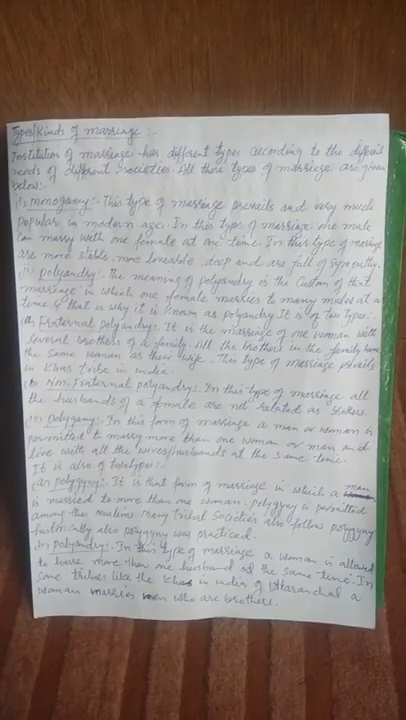 Types/Kinds of marriage :-
Institution of marriage has different types according to the different
needs of different societies. All those types of marriage are given
below:-
(i) monogamy:- This type of marriage prevails and very much
popular in modern age. In this type of marriage one male
can marry with one female at one time. In this type of marriage
are more stable, more loveable, deep and are full of sympathy.
(ii) polyandry:- The meaning of polyandry is the custom of that
marriage in which one female marries to many males at a
time & that is why it is known as polyandry. It is of two types:-
(a) Fraternal polyandry:- It is the marriage of one woman with
several brothers of a family. All the brothers in the family have
the same woman as their wife. This type of marriage prevails
in Khas tribe in india.
(b) Non-Fraternal polyandry:- In this type of marriage all
the husbands of a female are not related as brothers.
(iii) polygamy:- In this form of marriage a man or woman is
permitted to marry more than one woman or man and
live with all the wives/husbands at the same time.
It is also of two types:-
(a) polygyny:- It is that form of marriage in which a man
is married to more than one woman. polygyny is permitted
among the muslims. many tribal societies also follow polygyny
historically also polygyny was practiced.
(b) polyandry:- In this type of marriage a woman is allowed
to have more than one husband at the same time. In
some tribes like the Khas in india of Uttaranchal a
woman marries men who are brothers.